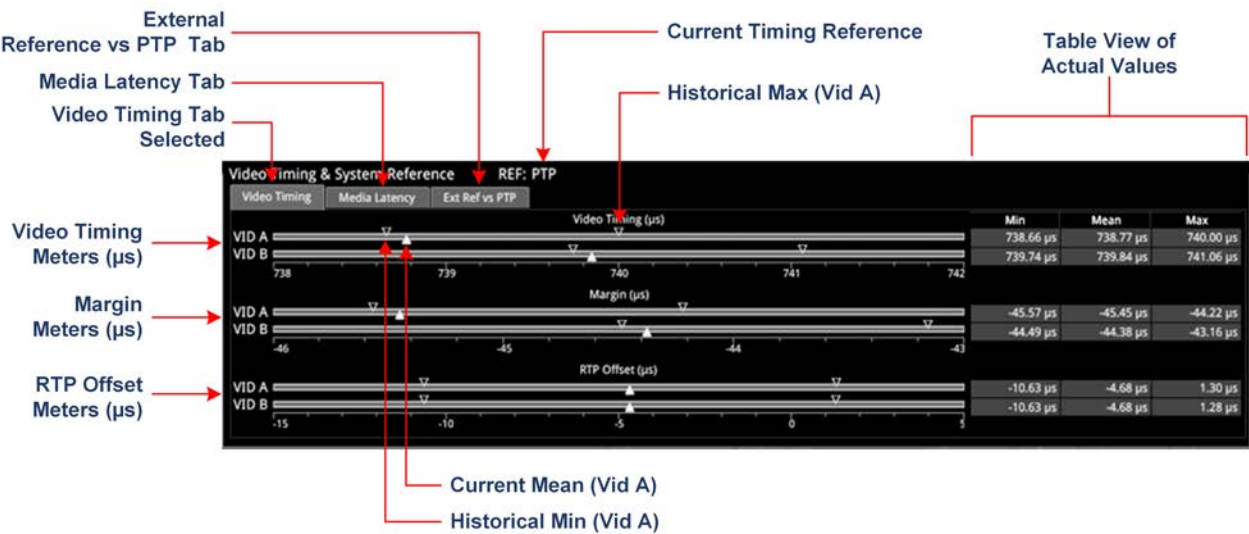 External
Reference vs PTP Tab
Media Latency Tab
Video Timing Tab
Selected
Current Timing Reference
Historical Max (Vid A)
Table View of
Actual Values
Video Timing & System Reference REF: PTP
Video Timing Media Latency Ext Ref vs PTP
Video Timing
Meters (µs)
Video Timing (µs)
Min Mean Max
VID A 738.66 µs 738.77 µs 740.00 µs
VID B 739.74 µs 739.84 µs 741.06 µs
738 739 740 741 742
Margin
Meters (µs)
Margin (µs)
VID A -45.57 µs -45.45 µs -44.22 µs
VID B -44.49 µs -44.38 µs -43.16 µs
-46 -45 -44 -43
RTP Offset
Meters (µs)
RTP Offset (µs)
VID A -10.63 µs -4.68 µs 1.30 µs
VID B -10.63 µs -4.68 µs 1.28 µs
-15 -10 -5 0 5
Current Mean (Vid A)
Historical Min (Vid A)